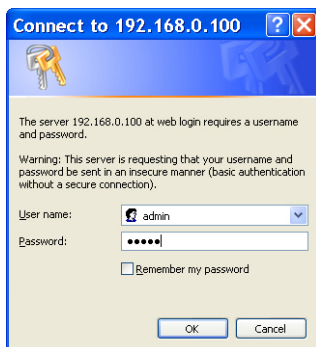 Connect to 192.168.0.100
The server 192.168.0.100 at web login requires a username
and password.
Warning: This server is requesting that your username and
password be sent in an insecure manner (basic authentication
without a secure connection).
User name:
admin
Password:
●●●●●
Remember my password
OK
Cancel